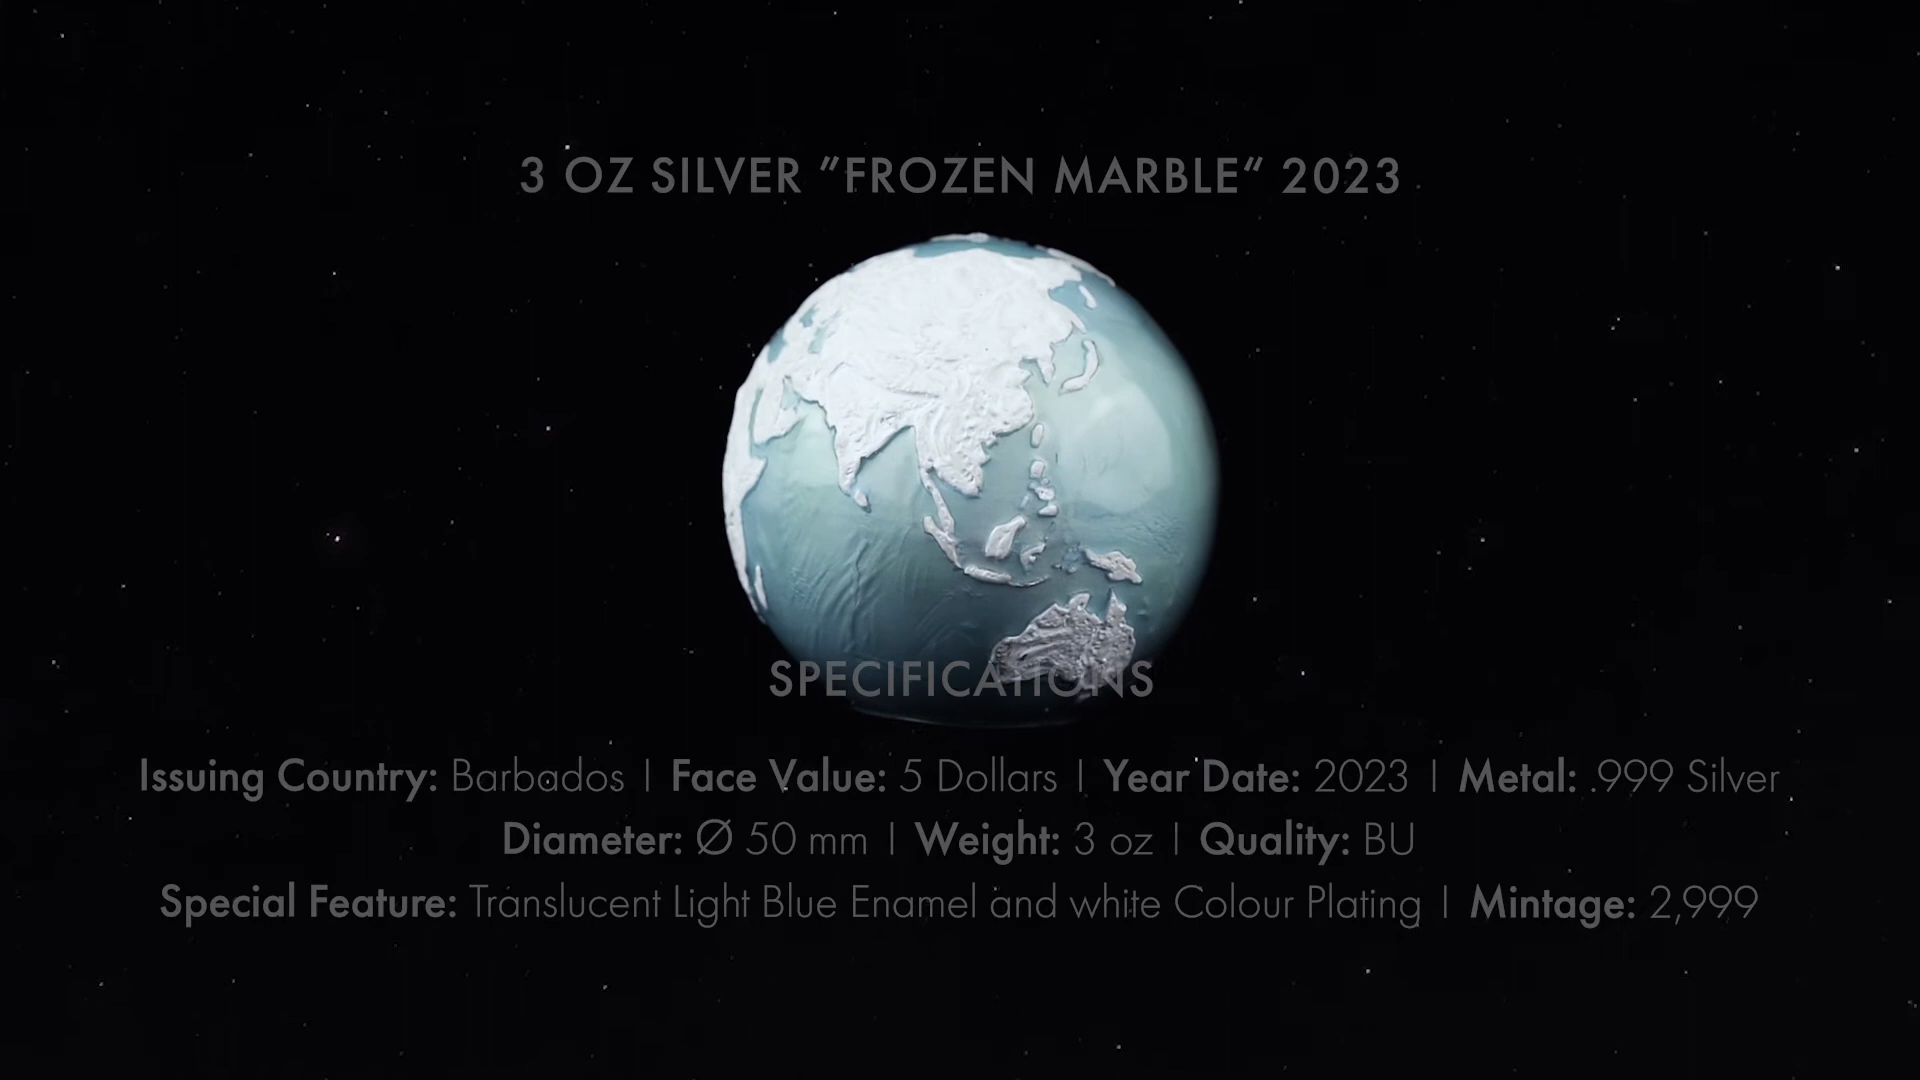 3 OZ SILVER ”FROZEN MARBLE“ 2023
SPECIFICATIONS
Issuing Country: Barbados | Face Value: 5 Dollars | Year Date: 2023 | Metal: .999 Silver
Diameter: Ø 50 mm | Weight: 3 oz | Quality: BU
Special Feature: Translucent Light Blue Enamel and white Colour Plating | Mintage: 2,999